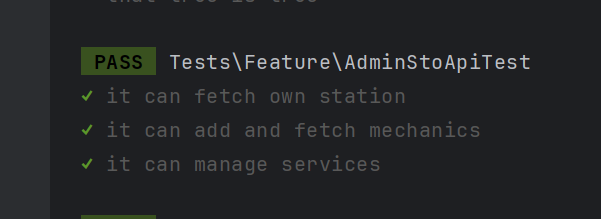 PASS Tests\Feature\AdminStoApiTest
✓ it can fetch own station
✓ it can add and fetch mechanics
✓ it can manage services